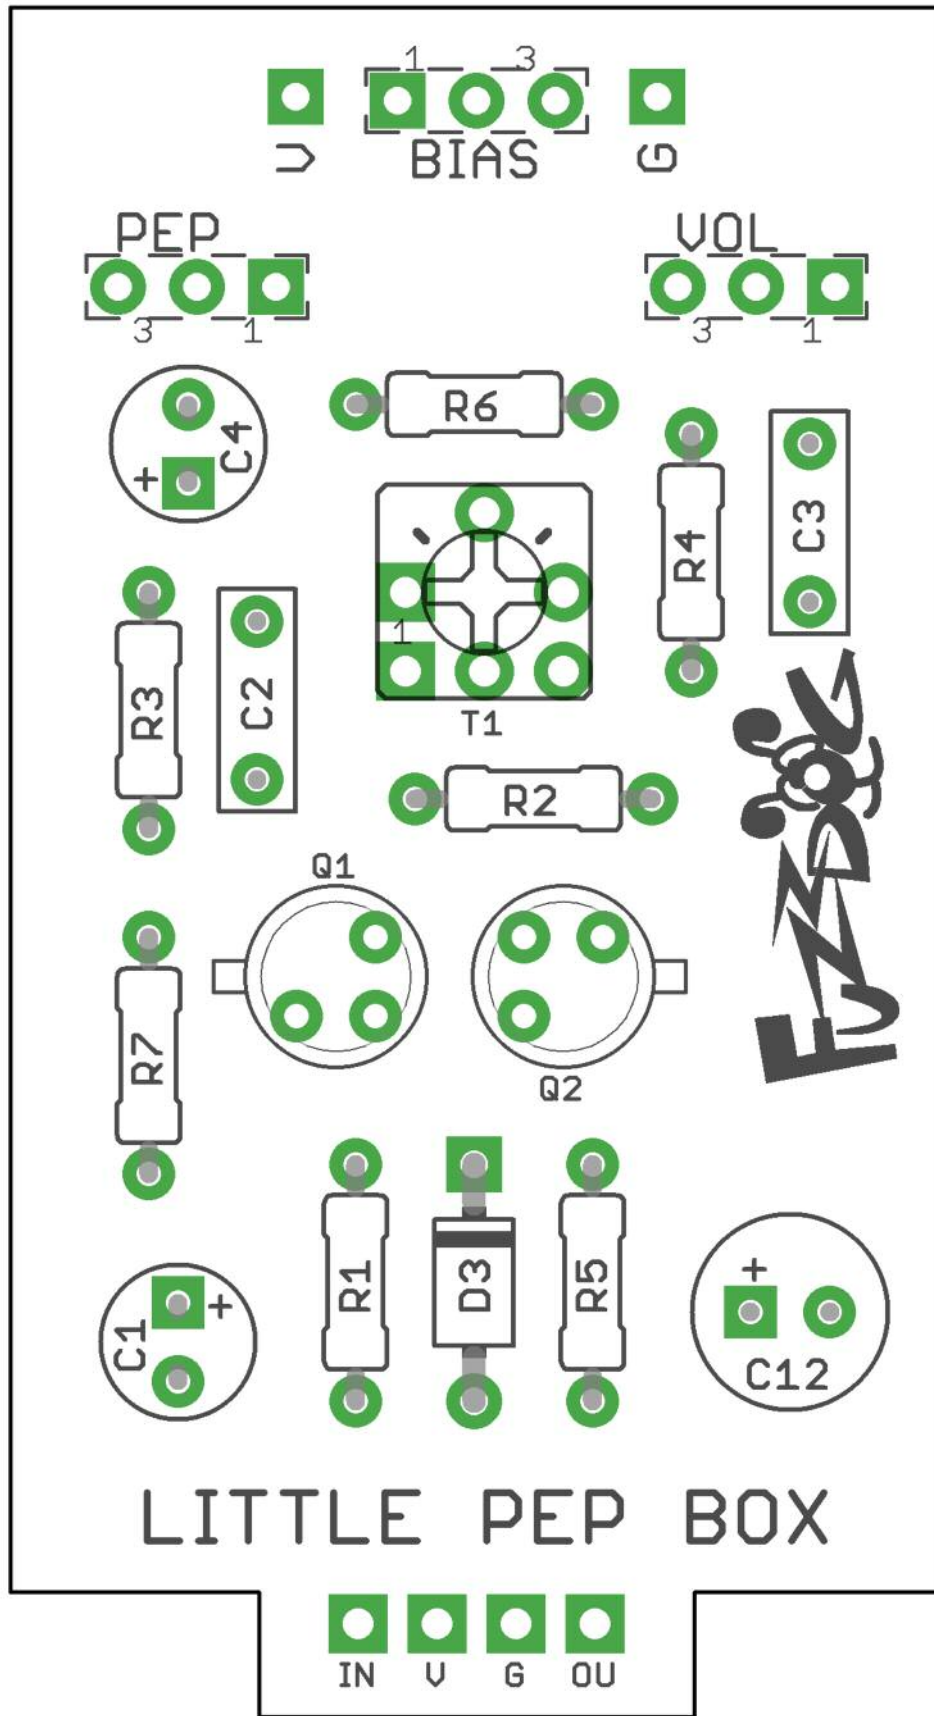 1 3
V BIAS G
PEP VOL
3 1 3 1
R6
C4
+
R4
C3
1
R3
C2
T1
R2
Q1
FUZZDOG
R7
Q2
+
C1
R1
D3
R5
+
C12
LITTLE PEP BOX
IN V G OU